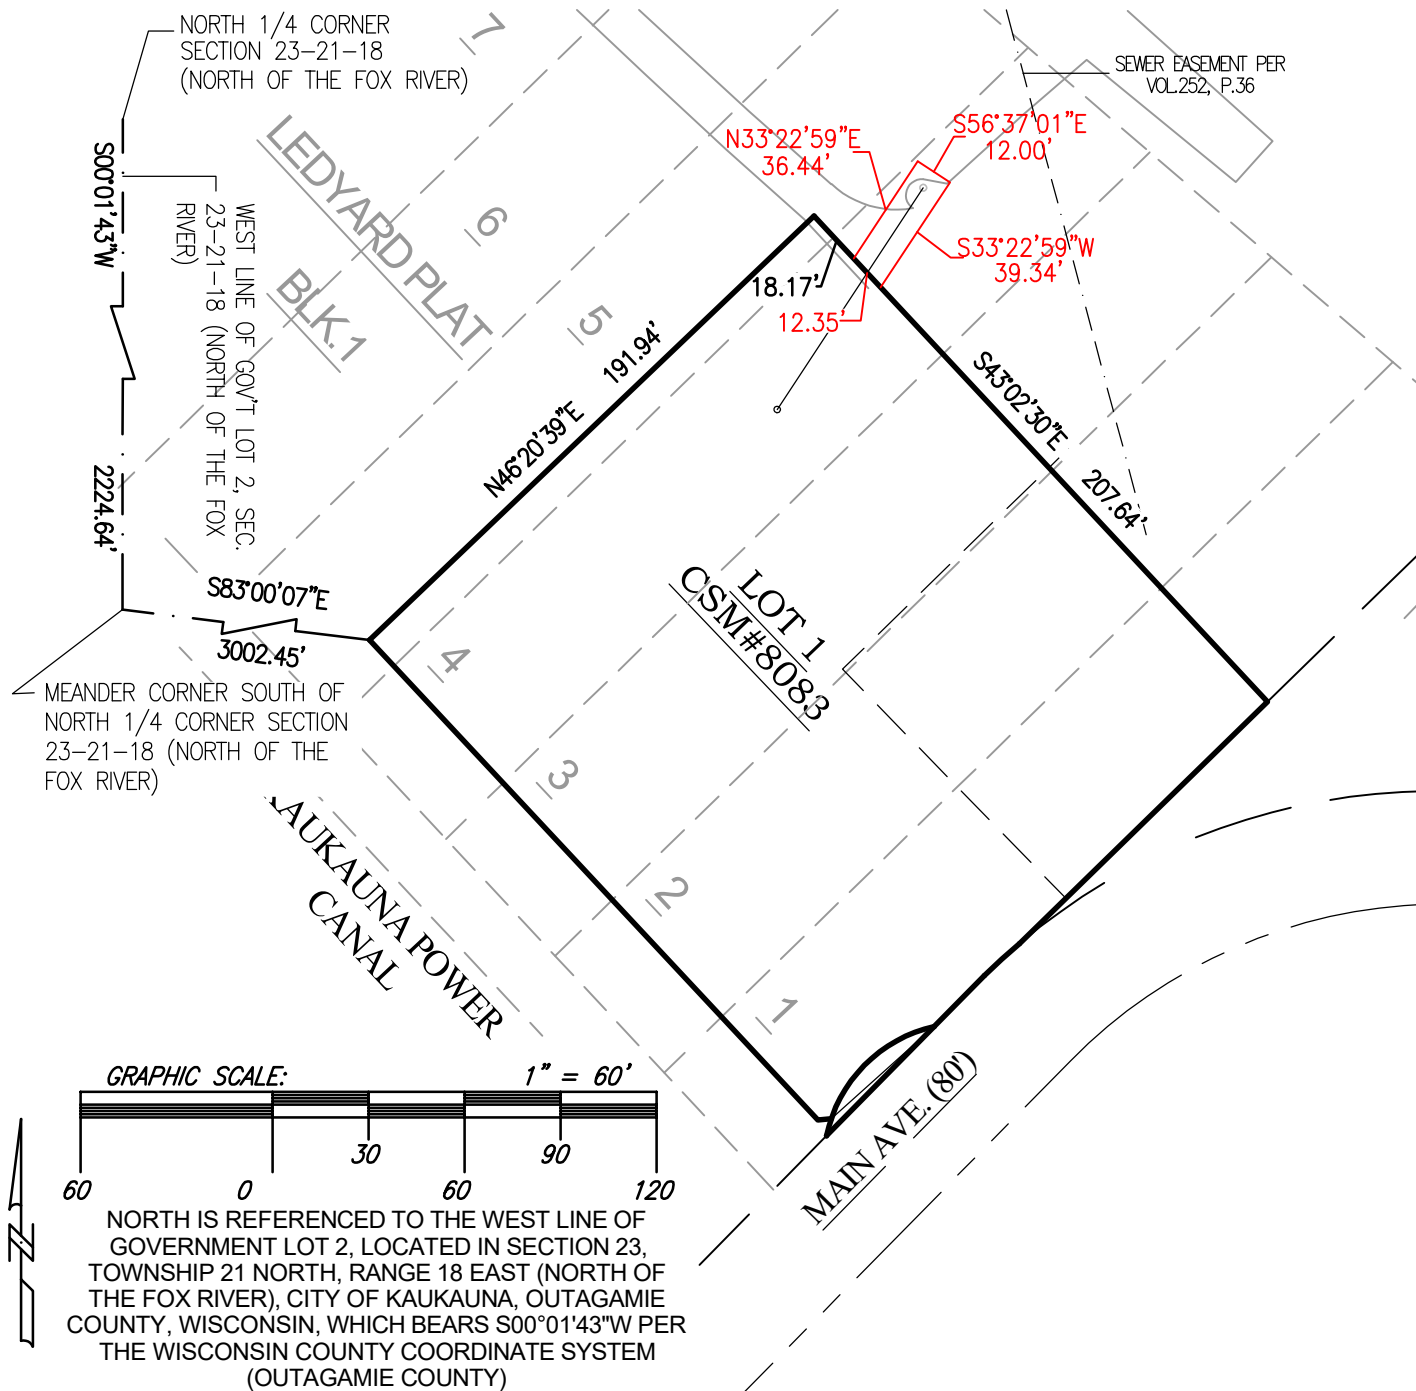 NORTH 1/4 CORNER
SECTION 23-21-18
(NORTH OF THE FOX RIVER)
7
SEWER EASEMENT PER
VOL.252, P.36
S00°01'43"W
2224.64'
WEST LINE OF GOV'T LOT 2, SEC.
23-21-18 (NORTH OF THE FOX
RIVER)
LEDYARD PLAT
BLK.1
6
5
N33°22'59"E
36.44'
S56°37'01"E
12.00'
S33°22'59"W
39.34'
18.17'
12.35'
N46°20'39"E
191.94'
S43°02'30"E
207.64'
S83°00'07"E
3002.45'
LOT 1
CSM#8083
4
3
2
1
MEANDER CORNER SOUTH OF
NORTH 1/4 CORNER SECTION
23-21-18 (NORTH OF THE
FOX RIVER)
KAUKAUNA POWER
CANAL
MAIN AVE. (80')
GRAPHIC SCALE: 1" = 60'
30 90
60 0 60 120
N
NORTH IS REFERENCED TO THE WEST LINE OF
GOVERNMENT LOT 2, LOCATED IN SECTION 23,
TOWNSHIP 21 NORTH, RANGE 18 EAST (NORTH OF
THE FOX RIVER), CITY OF KAUKAUNA, OUTAGAMIE
COUNTY, WISCONSIN, WHICH BEARS S00°01'43"W PER
THE WISCONSIN COUNTY COORDINATE SYSTEM
(OUTAGAMIE COUNTY)